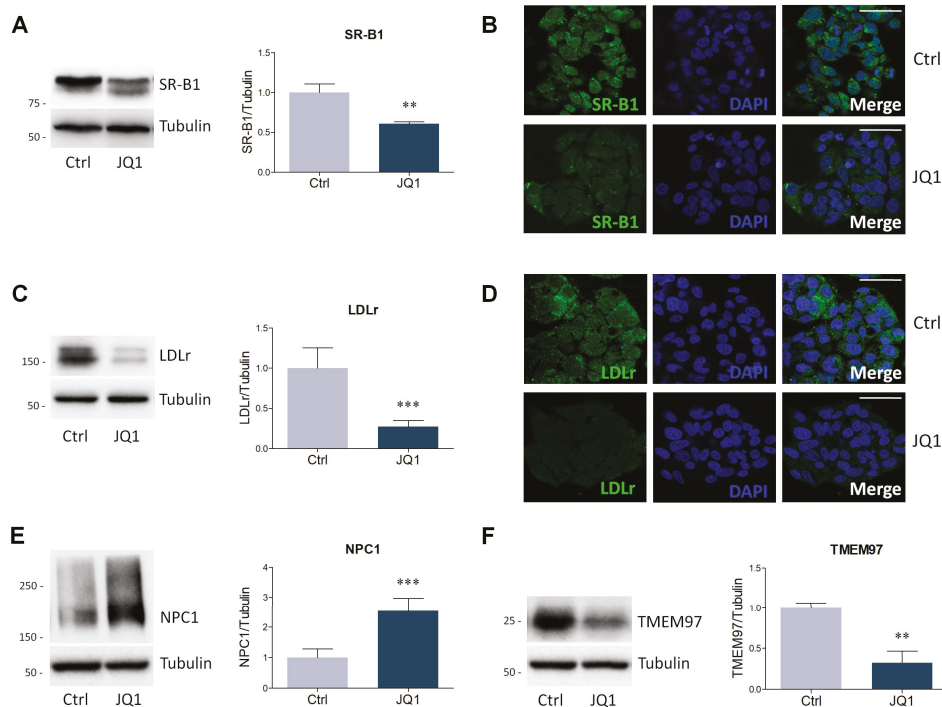 A
SR-B1
75 -
Tubulin
50 -
Ctrl JQ1
SR-B1
SR-B1/Tubulin
1.5
1.0
0.5
0.0
**
Ctrl JQ1
B
SR-B1 DAPI Merge
Ctrl
SR-B1 DAPI Merge
JQ1
C
LDLr
150 -
Tubulin
50 -
Ctrl JQ1
LDLr
LDLr/Tubulin
1.5
1.0
0.5
0.0
***
Ctrl JQ1
D
LDLr DAPI Merge
Ctrl
LDLr DAPI Merge
JQ1
E
250 -
NPC1
150 -
Tubulin
50 -
Ctrl JQ1
NPC1
NPC1/Tubulin
4
3
2
1
0
***
Ctrl JQ1
F
25 -
TMEM97
Tubulin
50 -
Ctrl JQ1
TMEM97
TMEM97/Tubulin
1.5
1.0
0.5
0.0
**
Ctrl JQ1